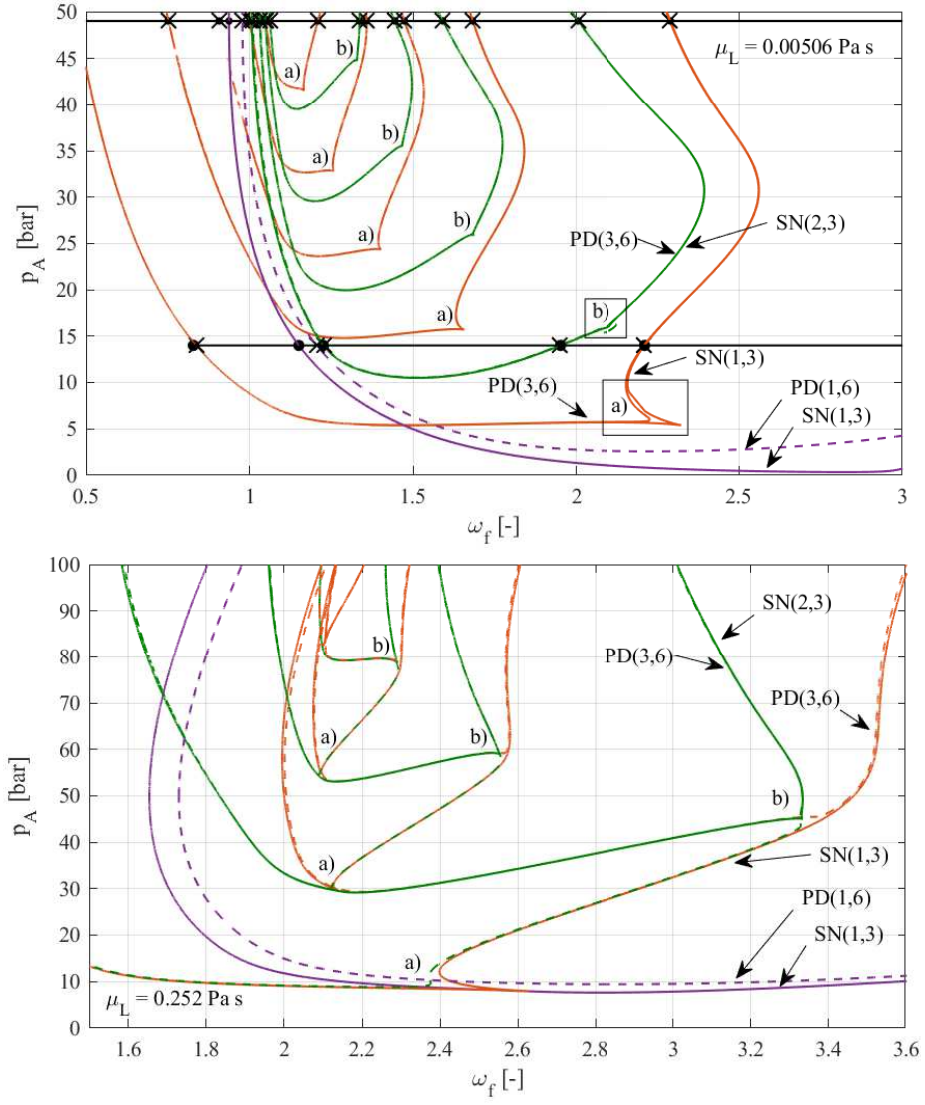 50
45
40
35
30
25
20
15
10
5
0
p_A [bar]
μ_L = 0.00506 Pa s
a)
b)
a)
b)
a)
b)
a)
b)
a)
SN(2,3)
PD(3,6)
SN(1,3)
PD(3,6)
PD(1,6)
SN(1,3)
0.5 1 1.5 2 2.5 3
ω_f [-]
100
90
80
70
60
50
40
30
20
10
0
p_A [bar]
SN(2,3)
PD(3,6)
PD(3,6)
b)
a)
b)
b)
a)
SN(1,3)
PD(1,6)
SN(1,3)
a)
μ_L = 0.252 Pa s
1.6 1.8 2 2.2 2.4 2.6 2.8 3 3.2 3.4 3.6
ω_f [-]